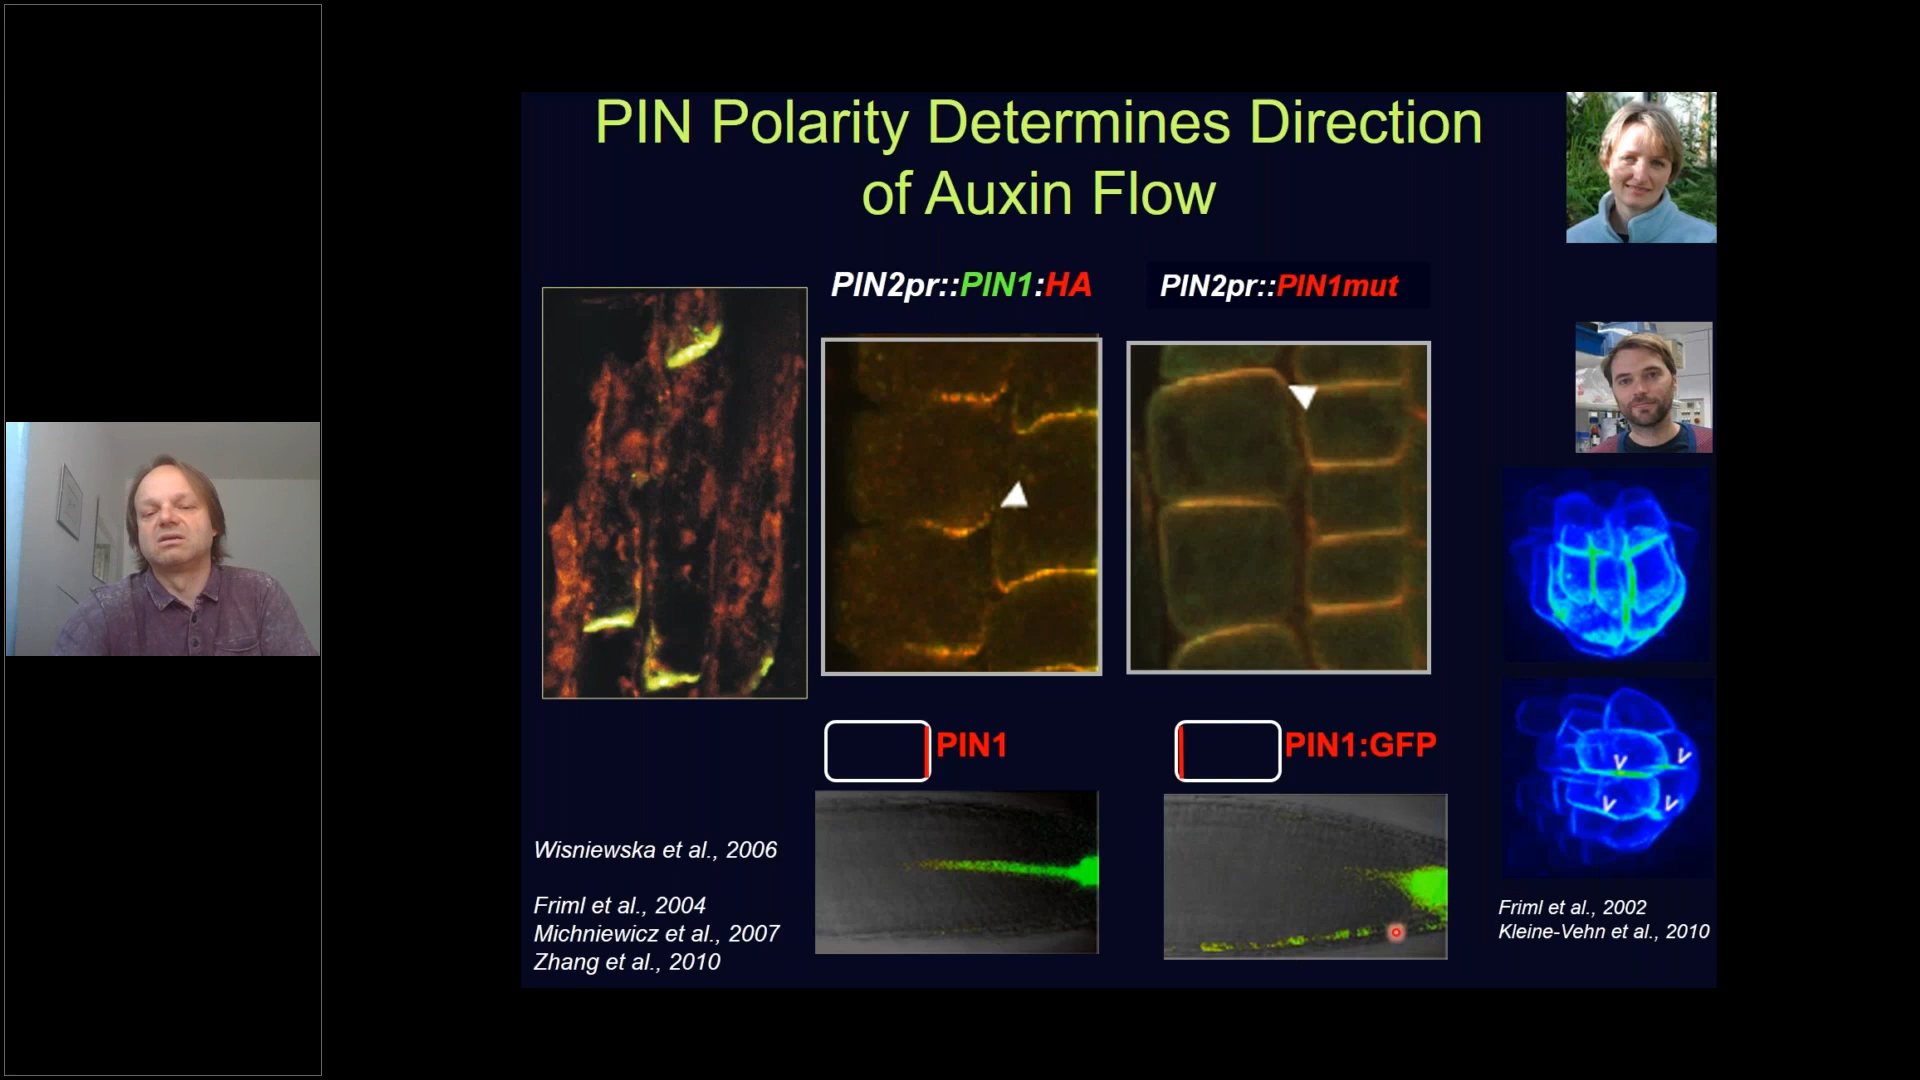 PIN Polarity Determines Direction
of Auxin Flow
PIN2pr::PIN1:HA
PIN2pr::PIN1mut
PIN1
PIN1:GFP
Wisniewska et al., 2006
Friml et al., 2004
Michniewicz et al., 2007
Zhang et al., 2010
V
V
V
V
Friml et al., 2002
Kleine-Vehn et al., 2010